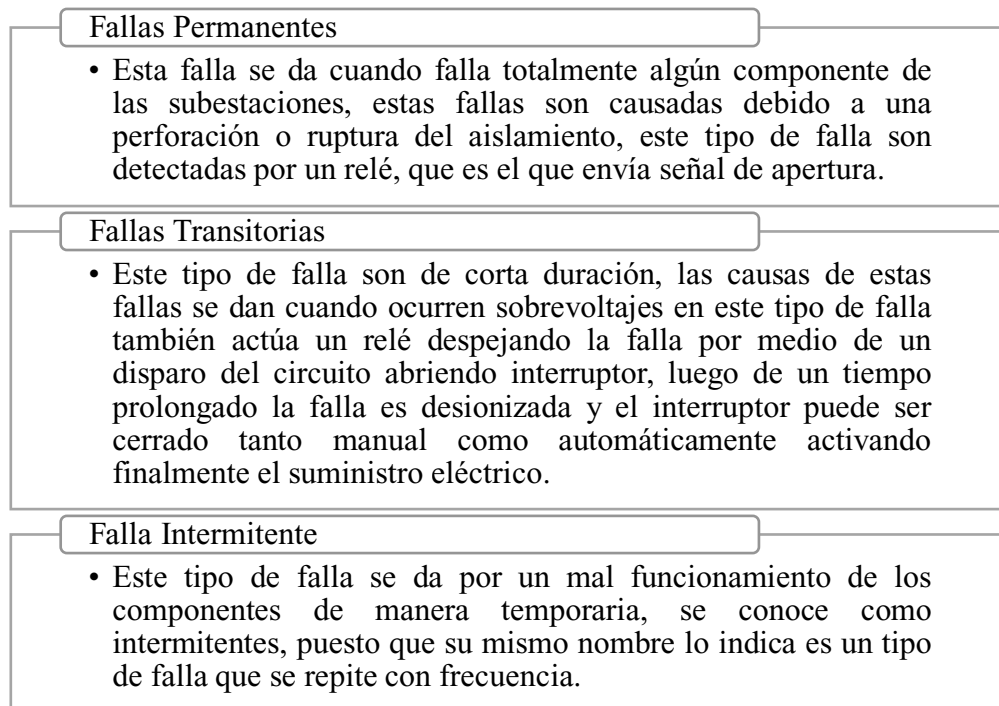 Fallas Permanentes
• Esta falla se da cuando falla totalmente algún componente de
las subestaciones, estas fallas son causadas debido a una
perforación o ruptura del aislamiento, este tipo de falla son
detectadas por un relé, que es el que envía señal de apertura.
Fallas Transitorias
• Este tipo de falla son de corta duración, las causas de estas
fallas se dan cuando ocurren sobrevoltajes en este tipo de falla
también actúa un relé despejando la falla por medio de un
disparo del circuito abriendo interruptor, luego de un tiempo
prolongado la falla es desionizada y el interruptor puede ser
cerrado tanto manual como automáticamente activando
finalmente el suministro eléctrico.
Falla Intermitente
• Este tipo de falla se da por un mal funcionamiento de los
componentes de manera temporaria, se conoce como
intermitentes, puesto que su mismo nombre lo indica es un tipo
de falla que se repite con frecuencia.